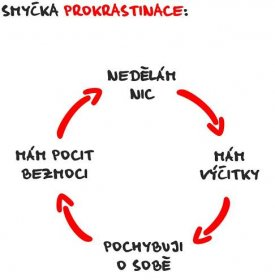 SMYČKA PROKRASTINACE:
NEDĚLÁM
NIC
MÁM
VÝČITKY
POCHYBUJI
O SOBĚ
MÁM POCIT
BEZMOCI